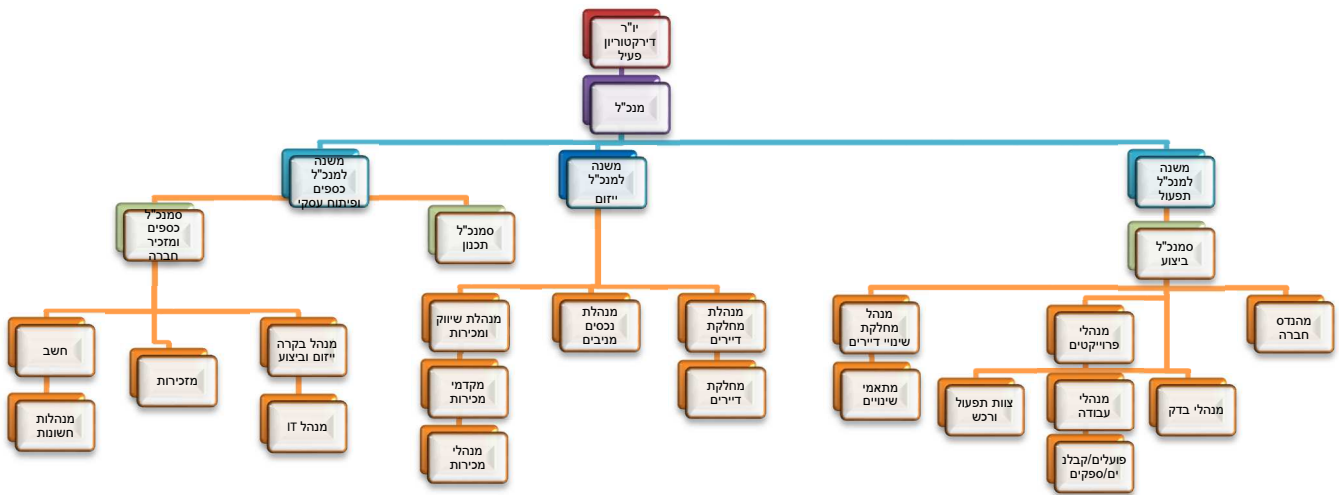 יו"ר
דירקטוריון
פעיל
מנכ"ל
משנה
למנכ"ל
תפעול
משנה
למנכ"ל
ייזום
משנה
למנכ"ל
כספים
ופיתוח עסקי
סמנכ"ל
ביצוע
סמנכ"ל
תכנון
סמנכ"ל
כספים
ומזכיר
חברה
מהנדס
חברה
מנהלי
פרוייקטים
מנהל
מחלקת
שינויי דיירים
מנהלת
מחלקת
דיירים
מנהלת
נכסים
מניבים
מנהלת שיווק
ומכירות
מנהל בקרה
ייזום וביצוע
מזכירות
חשב
מנהלי בדק
מנהלי
עבודה
צוות תפעול
ורכש
מתאמי
שינויים
מחלקת
דיירים
מקדמי
מכירות
מנהל IT
מנהלות
חשונות
פועלים/קבלנ
ים/ספקים
מנהלי
מכירות